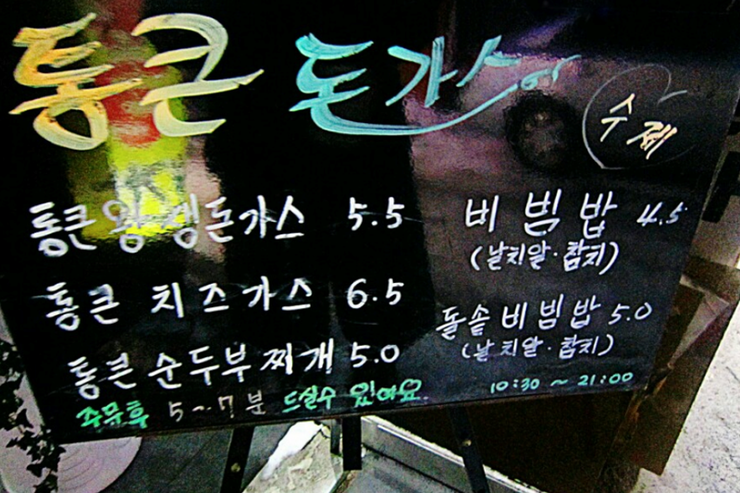 통큰 돈가스
수제
통큰 왕생돈가스 5.5
통큰 치즈가스 6.5
통큰 순두부찌개 5.0
주문후 5~7분 드실수 있어요.
비빔밥 4.5
(날치알·참치)
돌솥비빔밥 5.0
(날치알·참치)
10:30 ~ 21:00